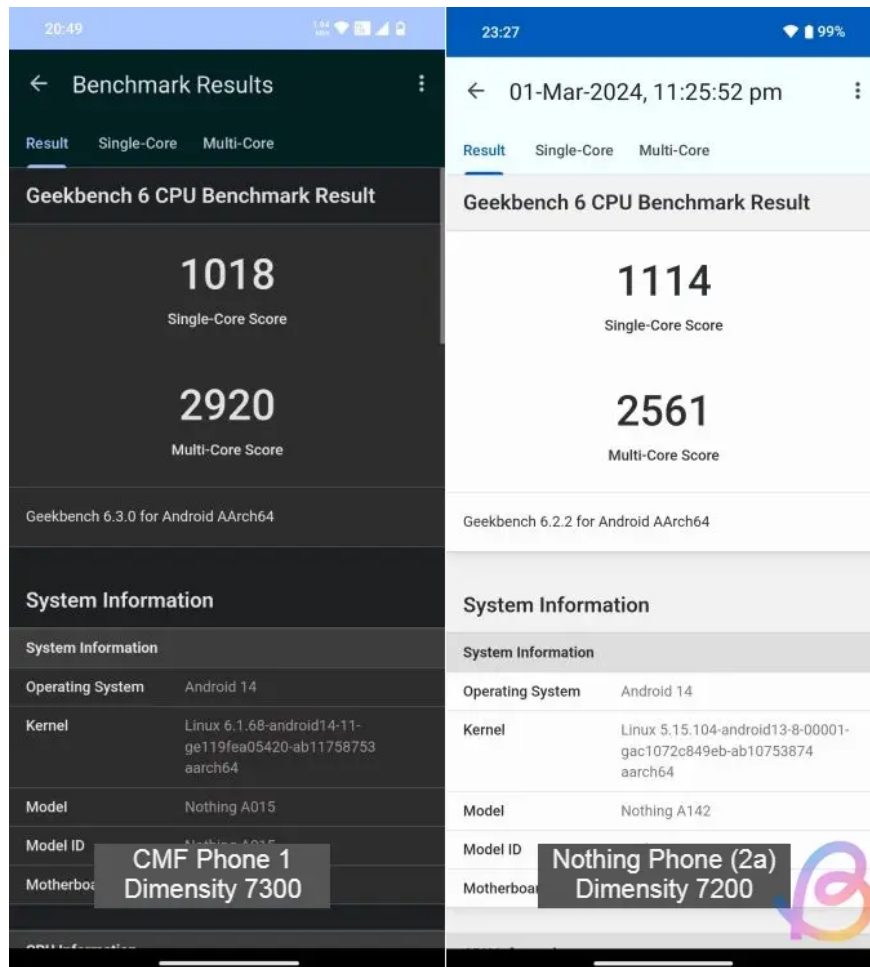 20:49
Benchmark Results
Result Single-Core Multi-Core
Geekbench 6 CPU Benchmark Result
1018
Single-Core Score
2920
Multi-Core Score
Geekbench 6.3.0 for Android AArch64
System Information
System Information
Operating System Android 14
Kernel Linux 6.1.68-android14-11-
ge119fea05420-ab11758753
aarch64
Model Nothing A015
Model ID
CMF Phone 1
Dimensity 7300
23:27
99%
01-Mar-2024, 11:25:52 pm
Result Single-Core Multi-Core
Geekbench 6 CPU Benchmark Result
1114
Single-Core Score
2561
Multi-Core Score
Geekbench 6.2.2 for Android AArch64
System Information
System Information
Operating System Android 14
Kernel Linux 5.15.104-android13-8-00001-
gac1072c849eb-ab10753874
aarch64
Model Nothing A142
Model ID
Nothing Phone (2a)
Dimensity 7200